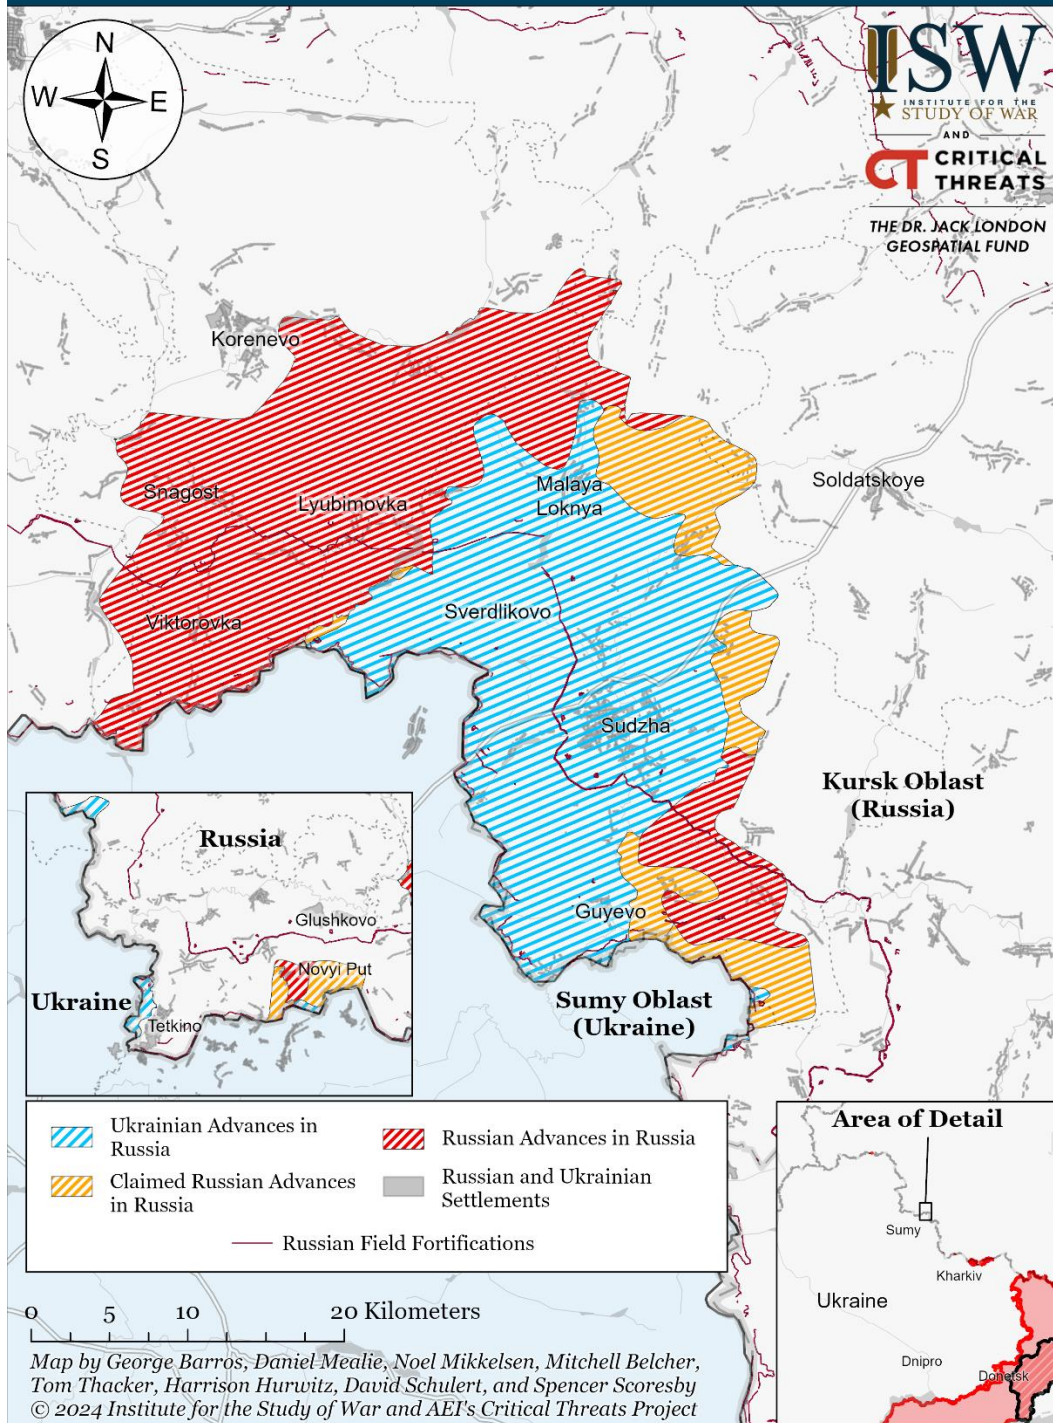 N
W
E
S
ISW
INSTITUTE FOR THE
STUDY OF WAR
AND
CT CRITICAL
THREATS
THE DR. JACK LONDON
GEOSPATIAL FUND
Korenevo
Snagost
Lyubimovka
Malaya
Loknya
Soldatskoye
Viktorovka
Sverdlikovo
Sudzha
Kursk Oblast
(Russia)
Guyevo
Sumy Oblast
(Ukraine)
Russia
Glushkovo
Novyi Put
Ukraine
Tetkino
Ukrainian Advances in
Russia
Russian Advances in Russia
Claimed Russian Advances
in Russia
Russian and Ukrainian
Settlements
Russian Field Fortifications
Area of Detail
Sumy
Kharkiv
Ukraine
Dnipro
Donetsk
0 5 10 20 Kilometers
Map by George Barros, Daniel Mealie, Noel Mikkelsen, Mitchell Belcher,
Tom Thacker, Harrison Hurwitz, David Schulert, and Spencer Scoresby
© 2024 Institute for the Study of War and AEI's Critical Threats Project